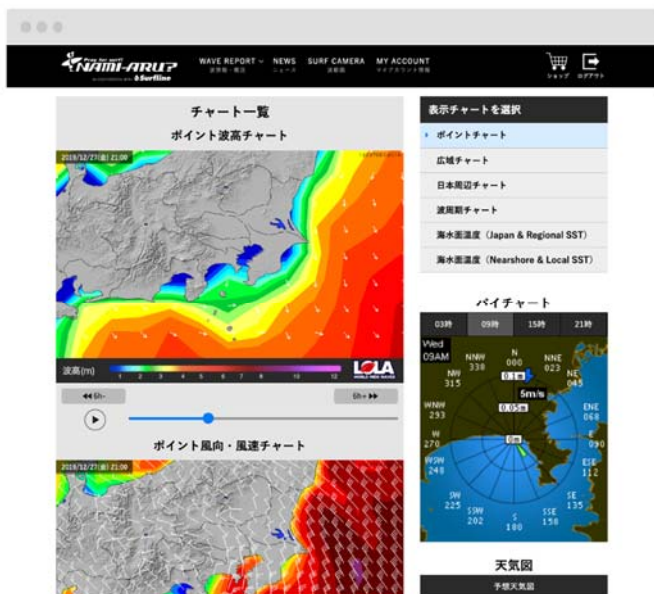 Pray for surf!
NAMI-ARU?
Surfline
WAVE REPORT NEWS SURF CAMERA MY ACCOUNT
波情報・概況 ニュース 波動画 マイアカウント情報
ショップ ログアウト
チャート一覧
ポイント波高チャート
2019/12/27(金) 21:00
波高(m) 1 2 3 4 5 6 7 8 10 12
LOLA
6h- 6h+
ポイント風向・風速チャート
2019/12/27(金) 21:00
表示チャートを選択
ポイントチャート
広域チャート
日本周辺チャート
波周期チャート
海水面温度（Japan & Regional SST）
海水面温度（Nearshore & Local SST）
パイチャート
03時 09時 15時 21時
Wed
09AM
N
000
NNW
338
NNE
023
NW
315
NE
045
0.1m
5m/s
WNW
293
0.05m
ENE
068
W
270
0m
E
090
WSW
248
ESE
112
SW
225
SE
135
SSW
202
S
180
SSE
158
天気図
予想天気図